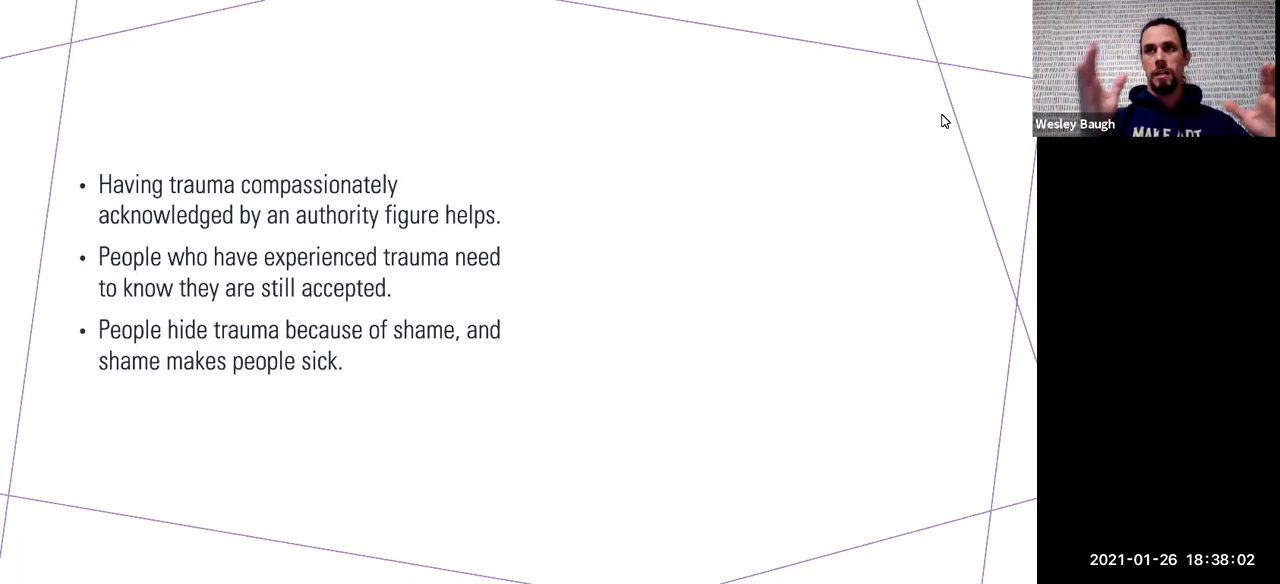 Having trauma compassionately
acknowledged by an authority figure helps.
People who have experienced trauma need
to know they are still accepted.
People hide trauma because of shame, and
shame makes people sick.
Wesley Baugh
MAKE ART
2021-01-26 18:38:02